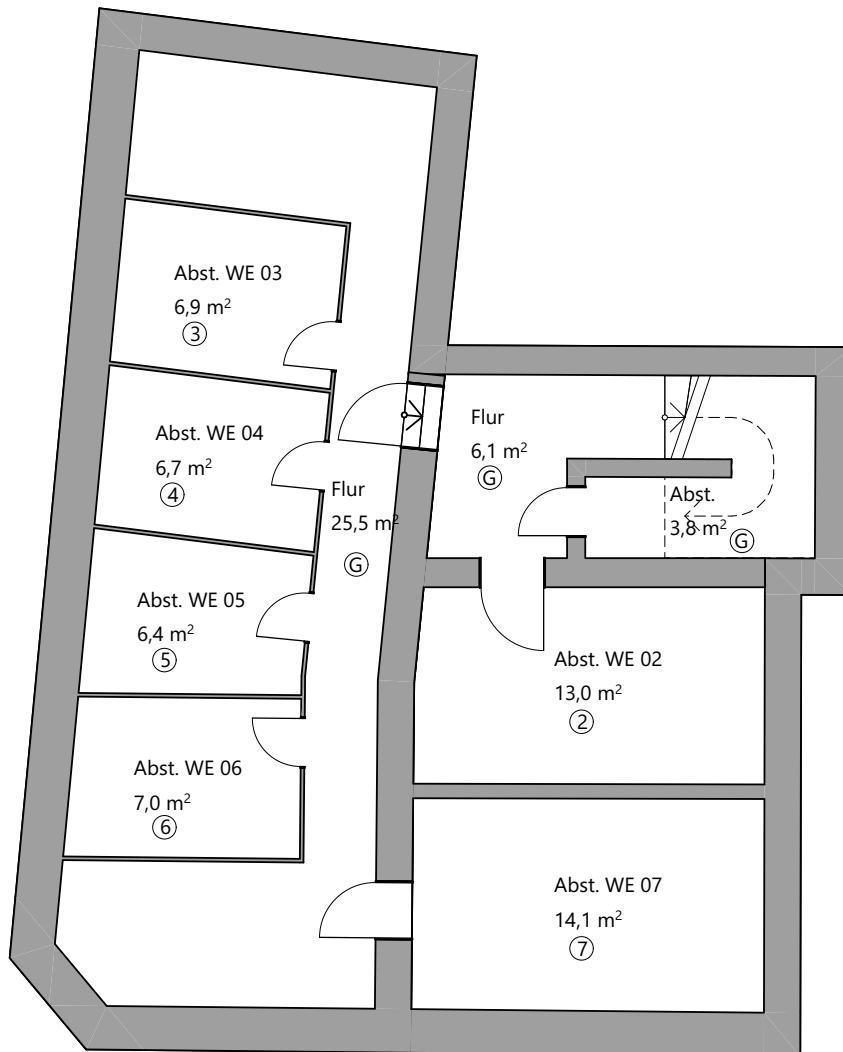 Abst. WE 03
6,9 m²
3
Abst. WE 04
6,7 m²
4
Flur
25,5 m²
G
Flur
6,1 m²
G
Abst.
3,8 m²
G
Abst. WE 05
6,4 m²
5
Abst. WE 02
13,0 m²
2
Abst. WE 06
7,0 m²
6
Abst. WE 07
14,1 m²
7